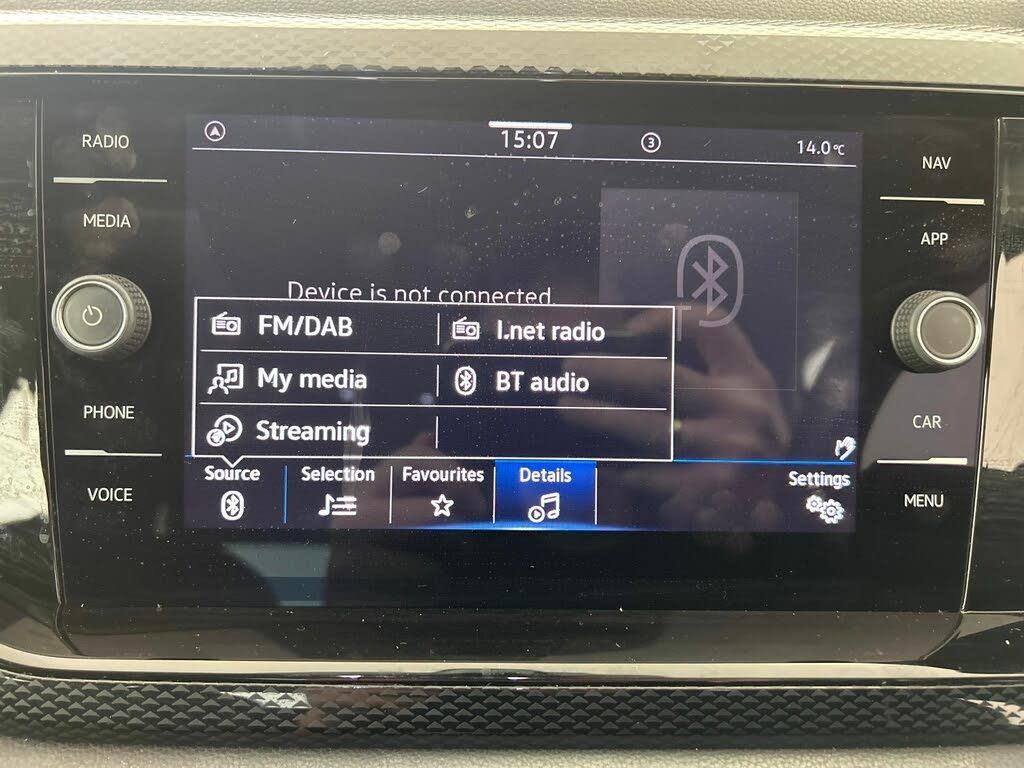 RADIO
MEDIA
PHONE
VOICE
15:07
3
14.0°C
Device is not connected.
FM/DAB
I.net radio
My media
BT audio
Streaming
Source
Selection
Favourites
Details
Settings
NAV
APP
CAR
MENU